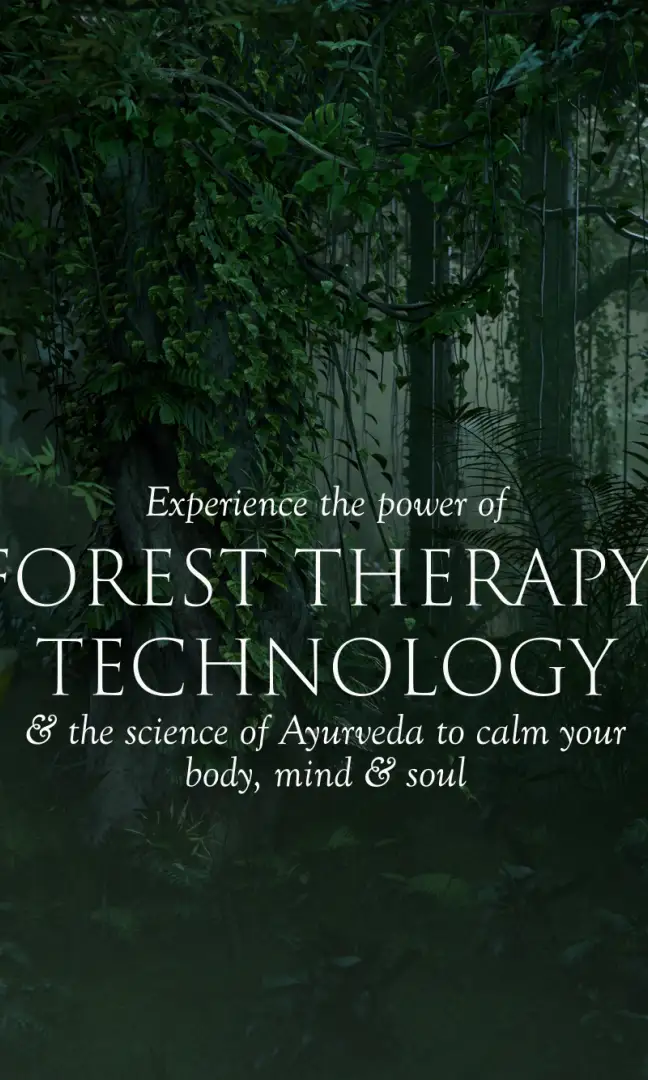 Experience the power of
FOREST THERAPY
TECHNOLOGY
& the science of Ayurveda to calm your
body, mind & soul